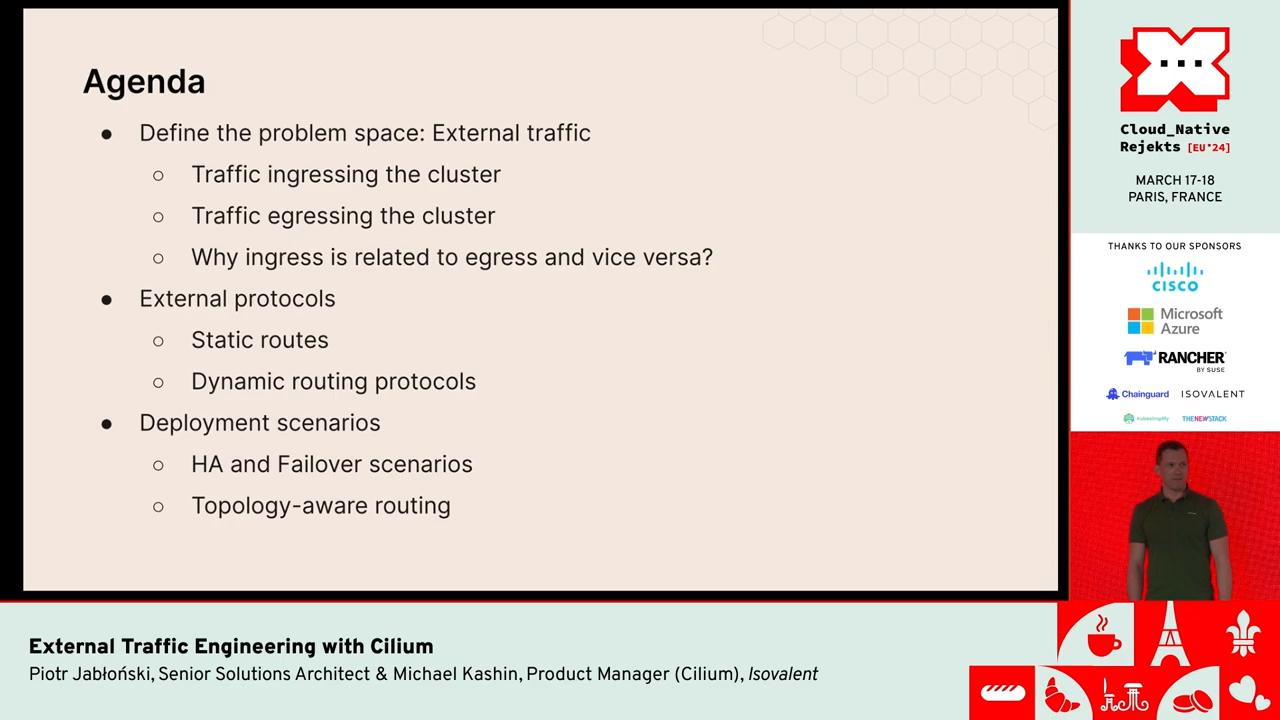 Agenda
● Define the problem space: External traffic
○ Traffic ingressing the cluster
○ Traffic egressing the cluster
○ Why ingress is related to egress and vice versa?
● External protocols
○ Static routes
○ Dynamic routing protocols
● Deployment scenarios
○ HA and Failover scenarios
○ Topology-aware routing
Cloud_Native
Rejekts [EU'24]
MARCH 17-18
PARIS, FRANCE
THANKS TO OUR SPONSORS
CISCO
Microsoft
Azure
RANCHER
BY SUSE
Chainguard ISOVALENT
kubesimplify THENEWSTACK
External Traffic Engineering with Cilium
Piotr Jabłoński, Senior Solutions Architect & Michael Kashin, Product Manager (Cilium), Isovalent